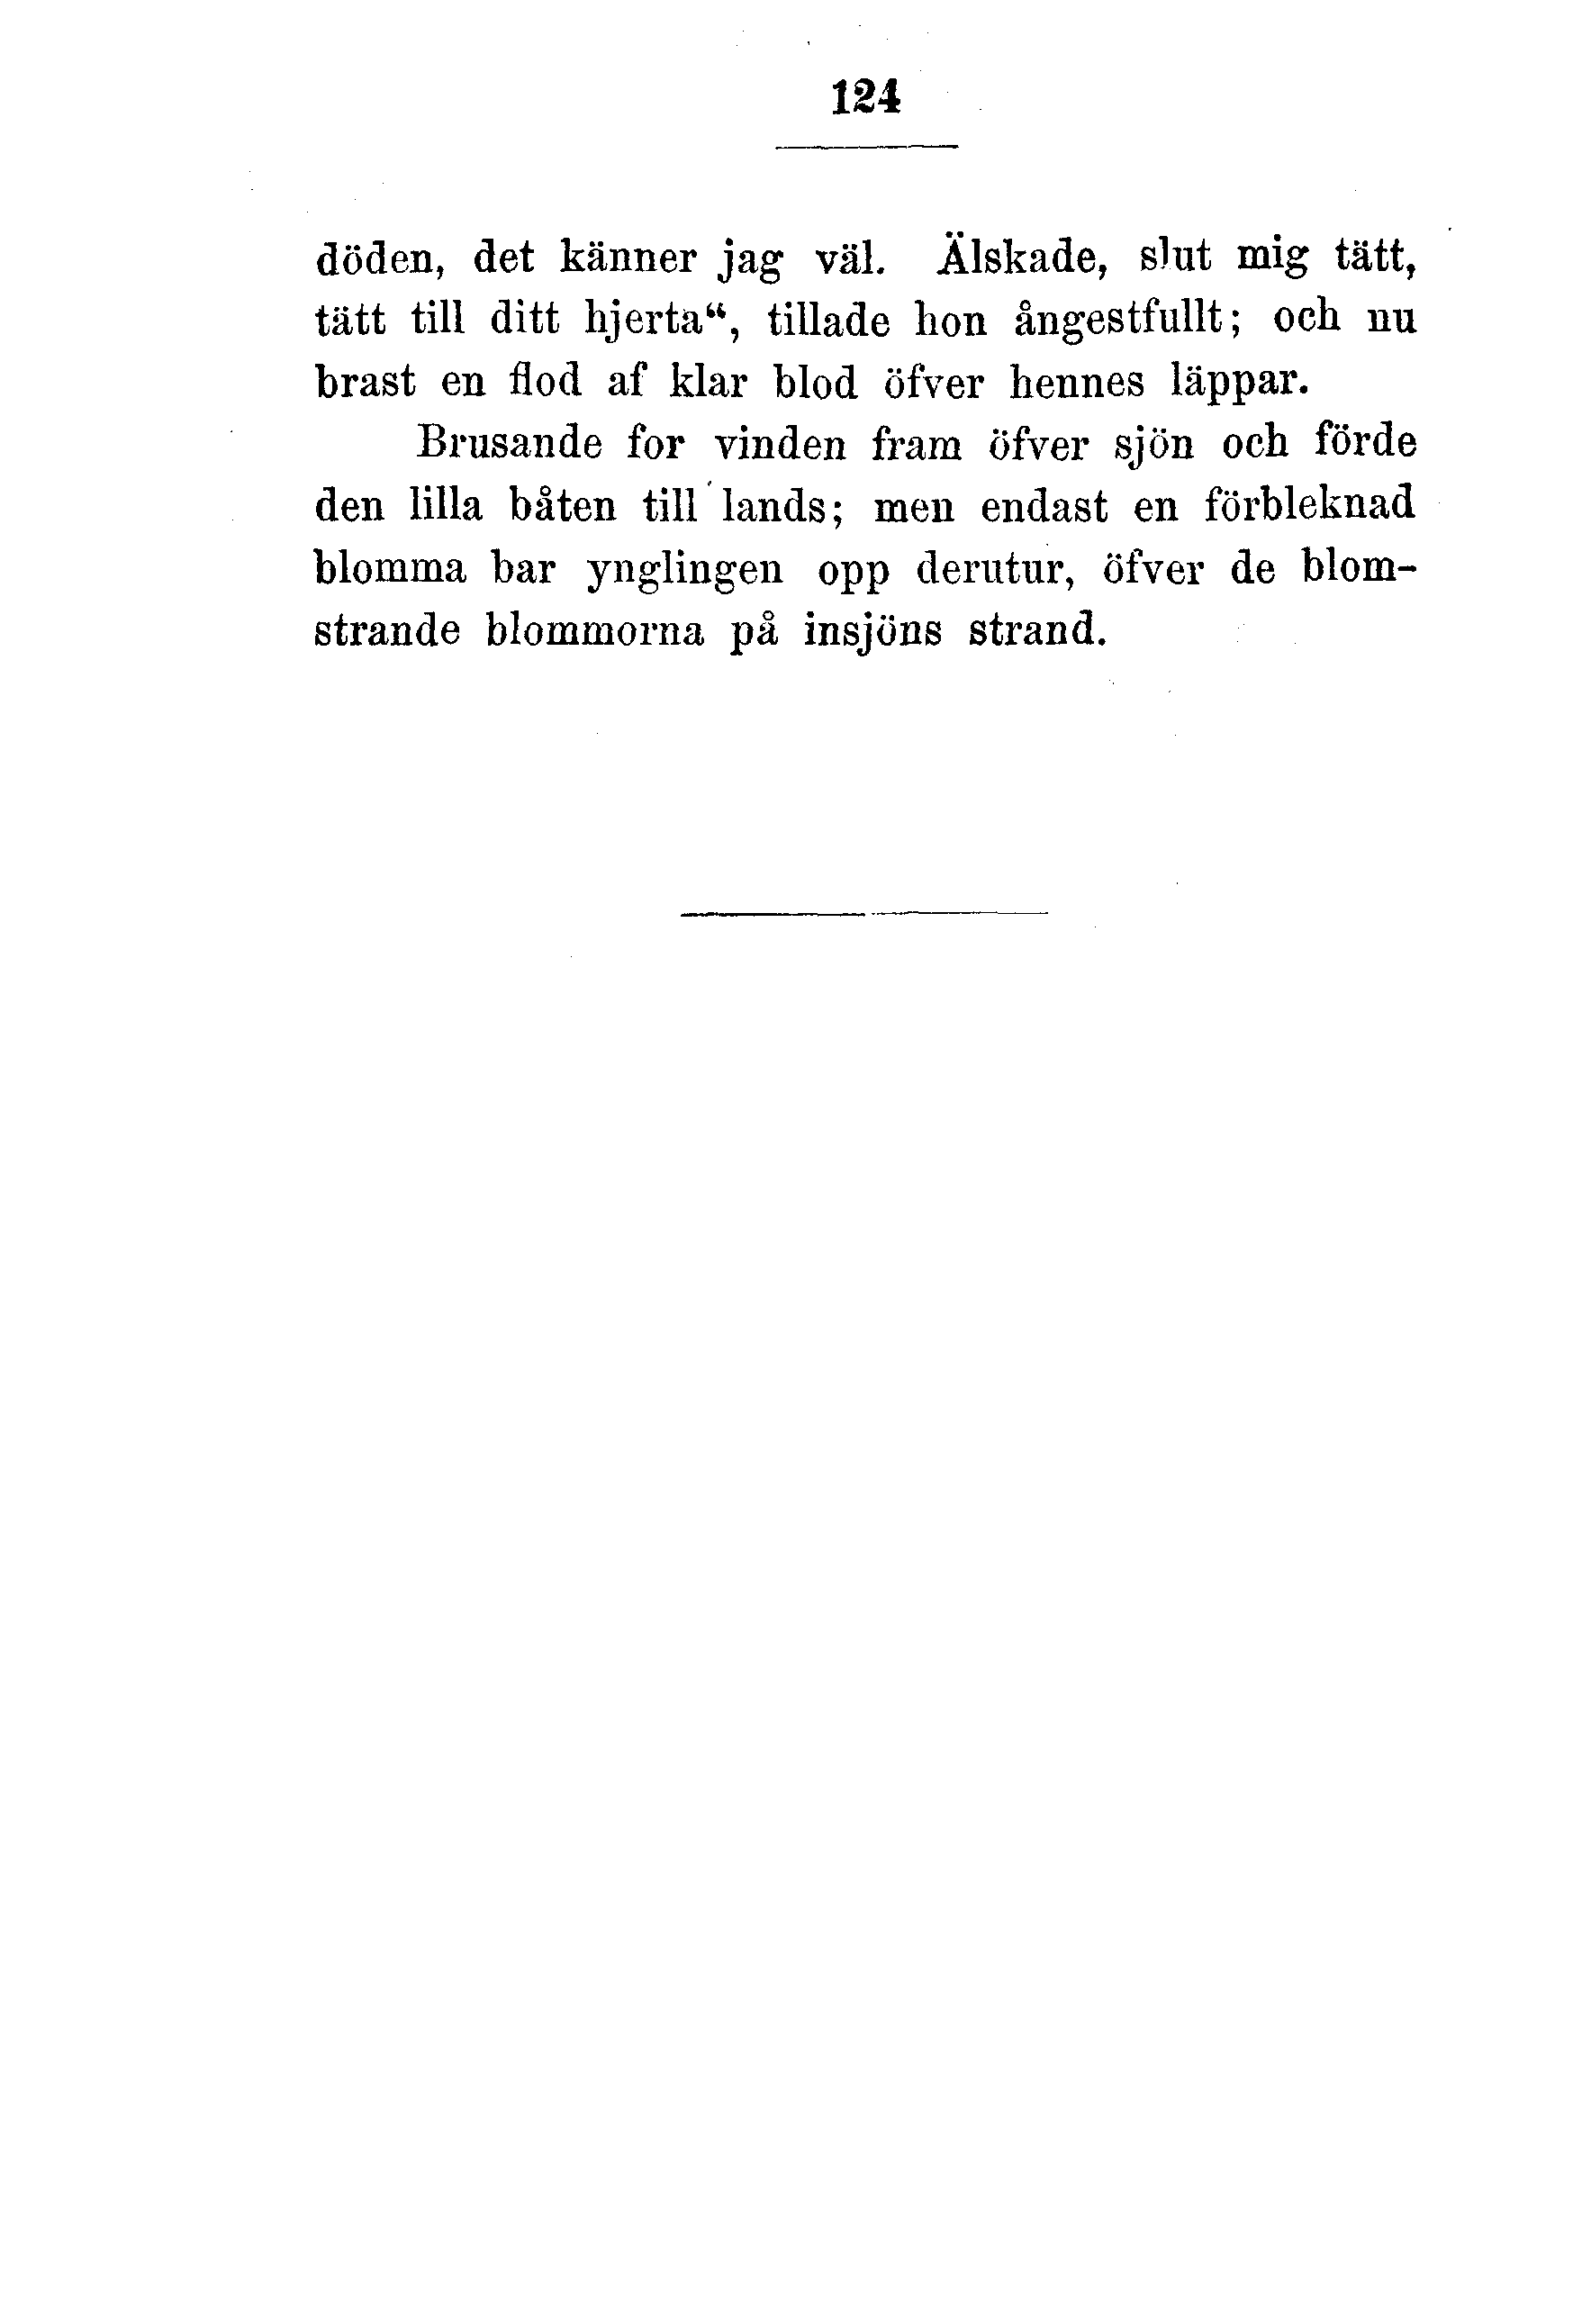 124
döden, det känner jag väl. Älskade, slut mig tätt,
tätt till ditt hjerta“, tillade hon ångestfullt; och nu
brast en flod af klar blod öfver hennes läppar.
Brusande for vinden fram öfver sjön och förde
den lilla båten till lands; men endast en förbleknad
blomma bar ynglingen opp derutur, öfver de blom-
strande blommorna på insjöns strand.